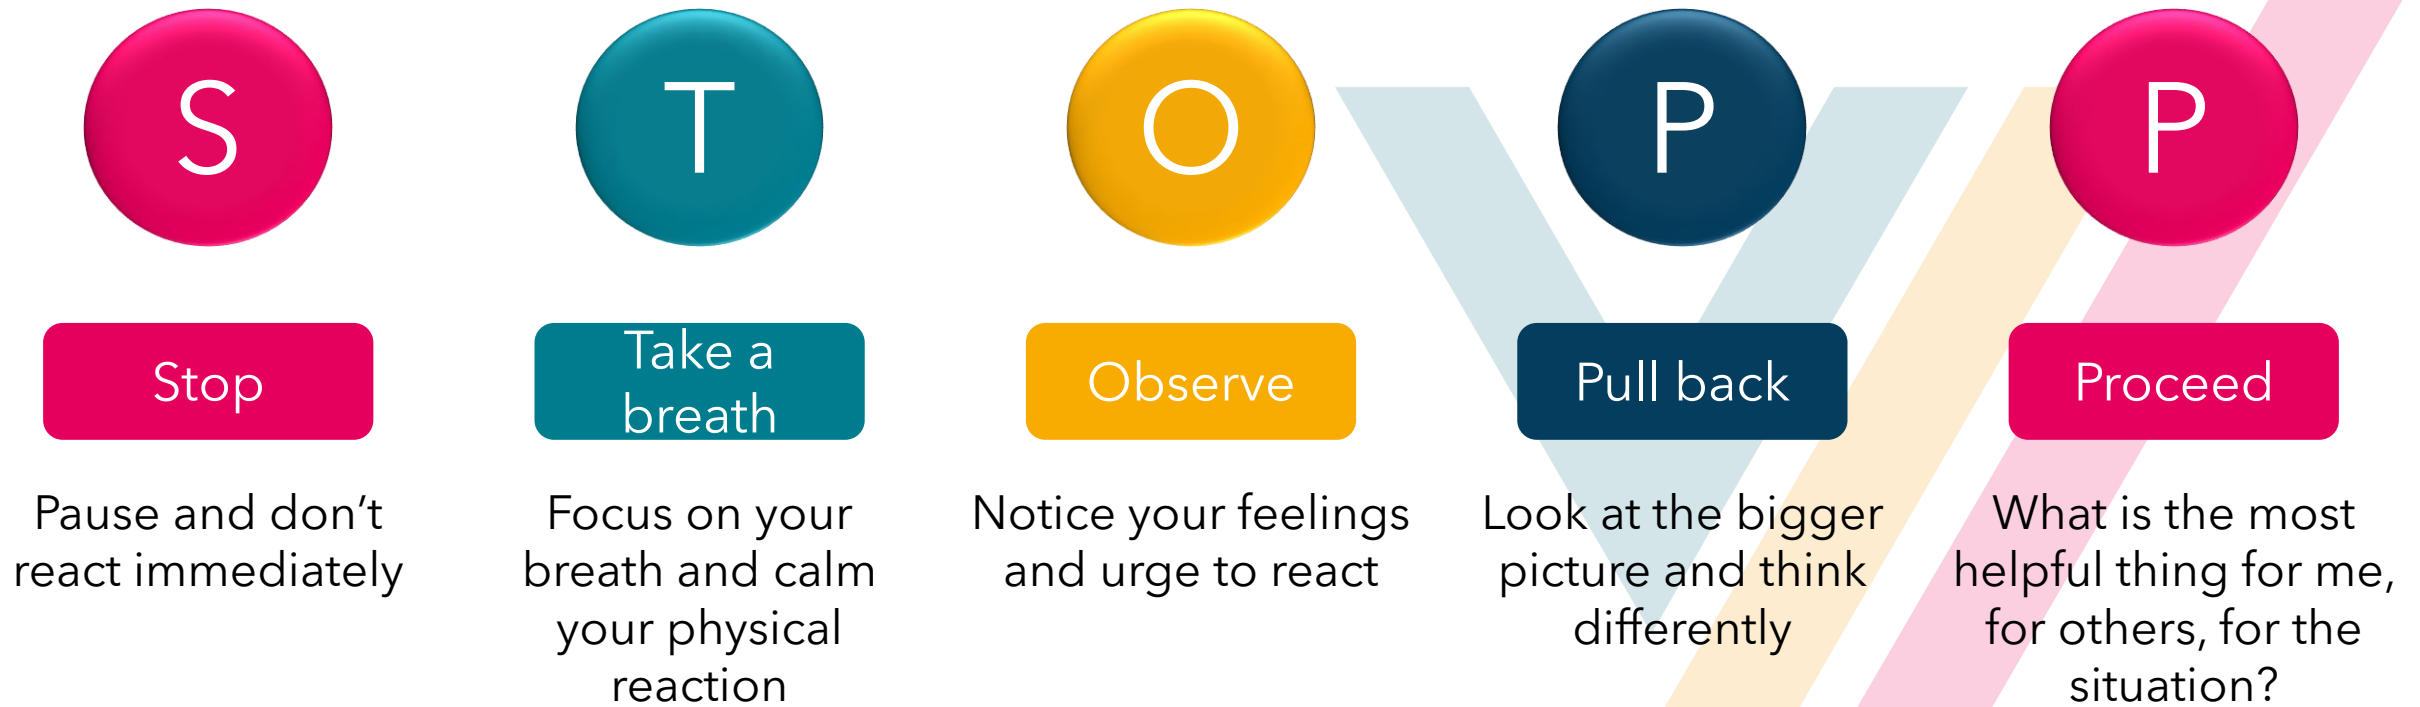 S
T
O
P
P
Stop
Take a
breath
Observe
Pull back
Proceed
Pause and don’t
react immediately
Focus on your
breath and calm
your physical
reaction
Notice your feelings
and urge to react
Look at the bigger
picture and think
differently
What is the most
helpful thing for me,
for others, for the
situation?